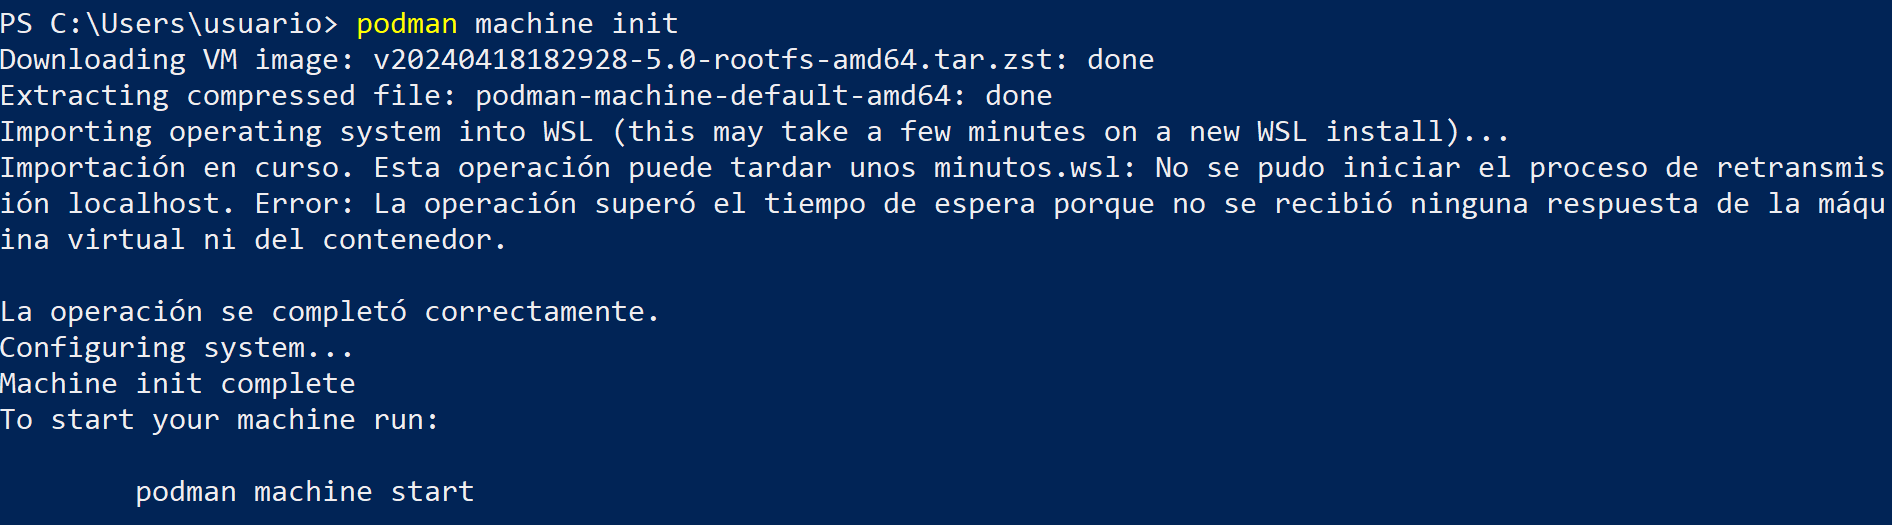 PS C:\Users\usuario> podman machine init
Downloading VM image: v20240418182928-5.0-rootfs-amd64.tar.zst: done
Extracting compressed file: podman-machine-default-amd64: done
Importing operating system into WSL (this may take a few minutes on a new WSL install)...
Importación en curso. Esta operación puede tardar unos minutos.wsl: No se pudo iniciar el proceso de retransmis
ión localhost. Error: La operación superó el tiempo de espera porque no se recibió ninguna respuesta de la máqu
ina virtual ni del contenedor.
La operación se completó correctamente.
Configuring system...
Machine init complete
To start your machine run:
podman machine start